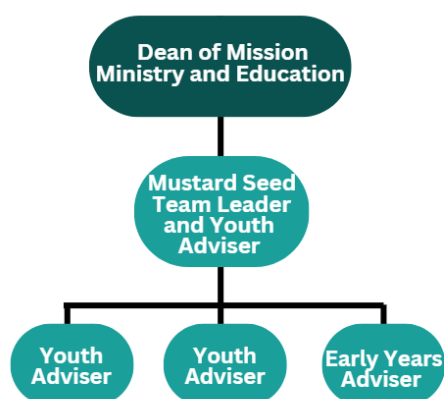 Dean of Mission
Ministry and Education
Mustard Seed
Team Leader
and Youth
Adviser
Youth
Adviser
Youth
Adviser
Early Years
Adviser